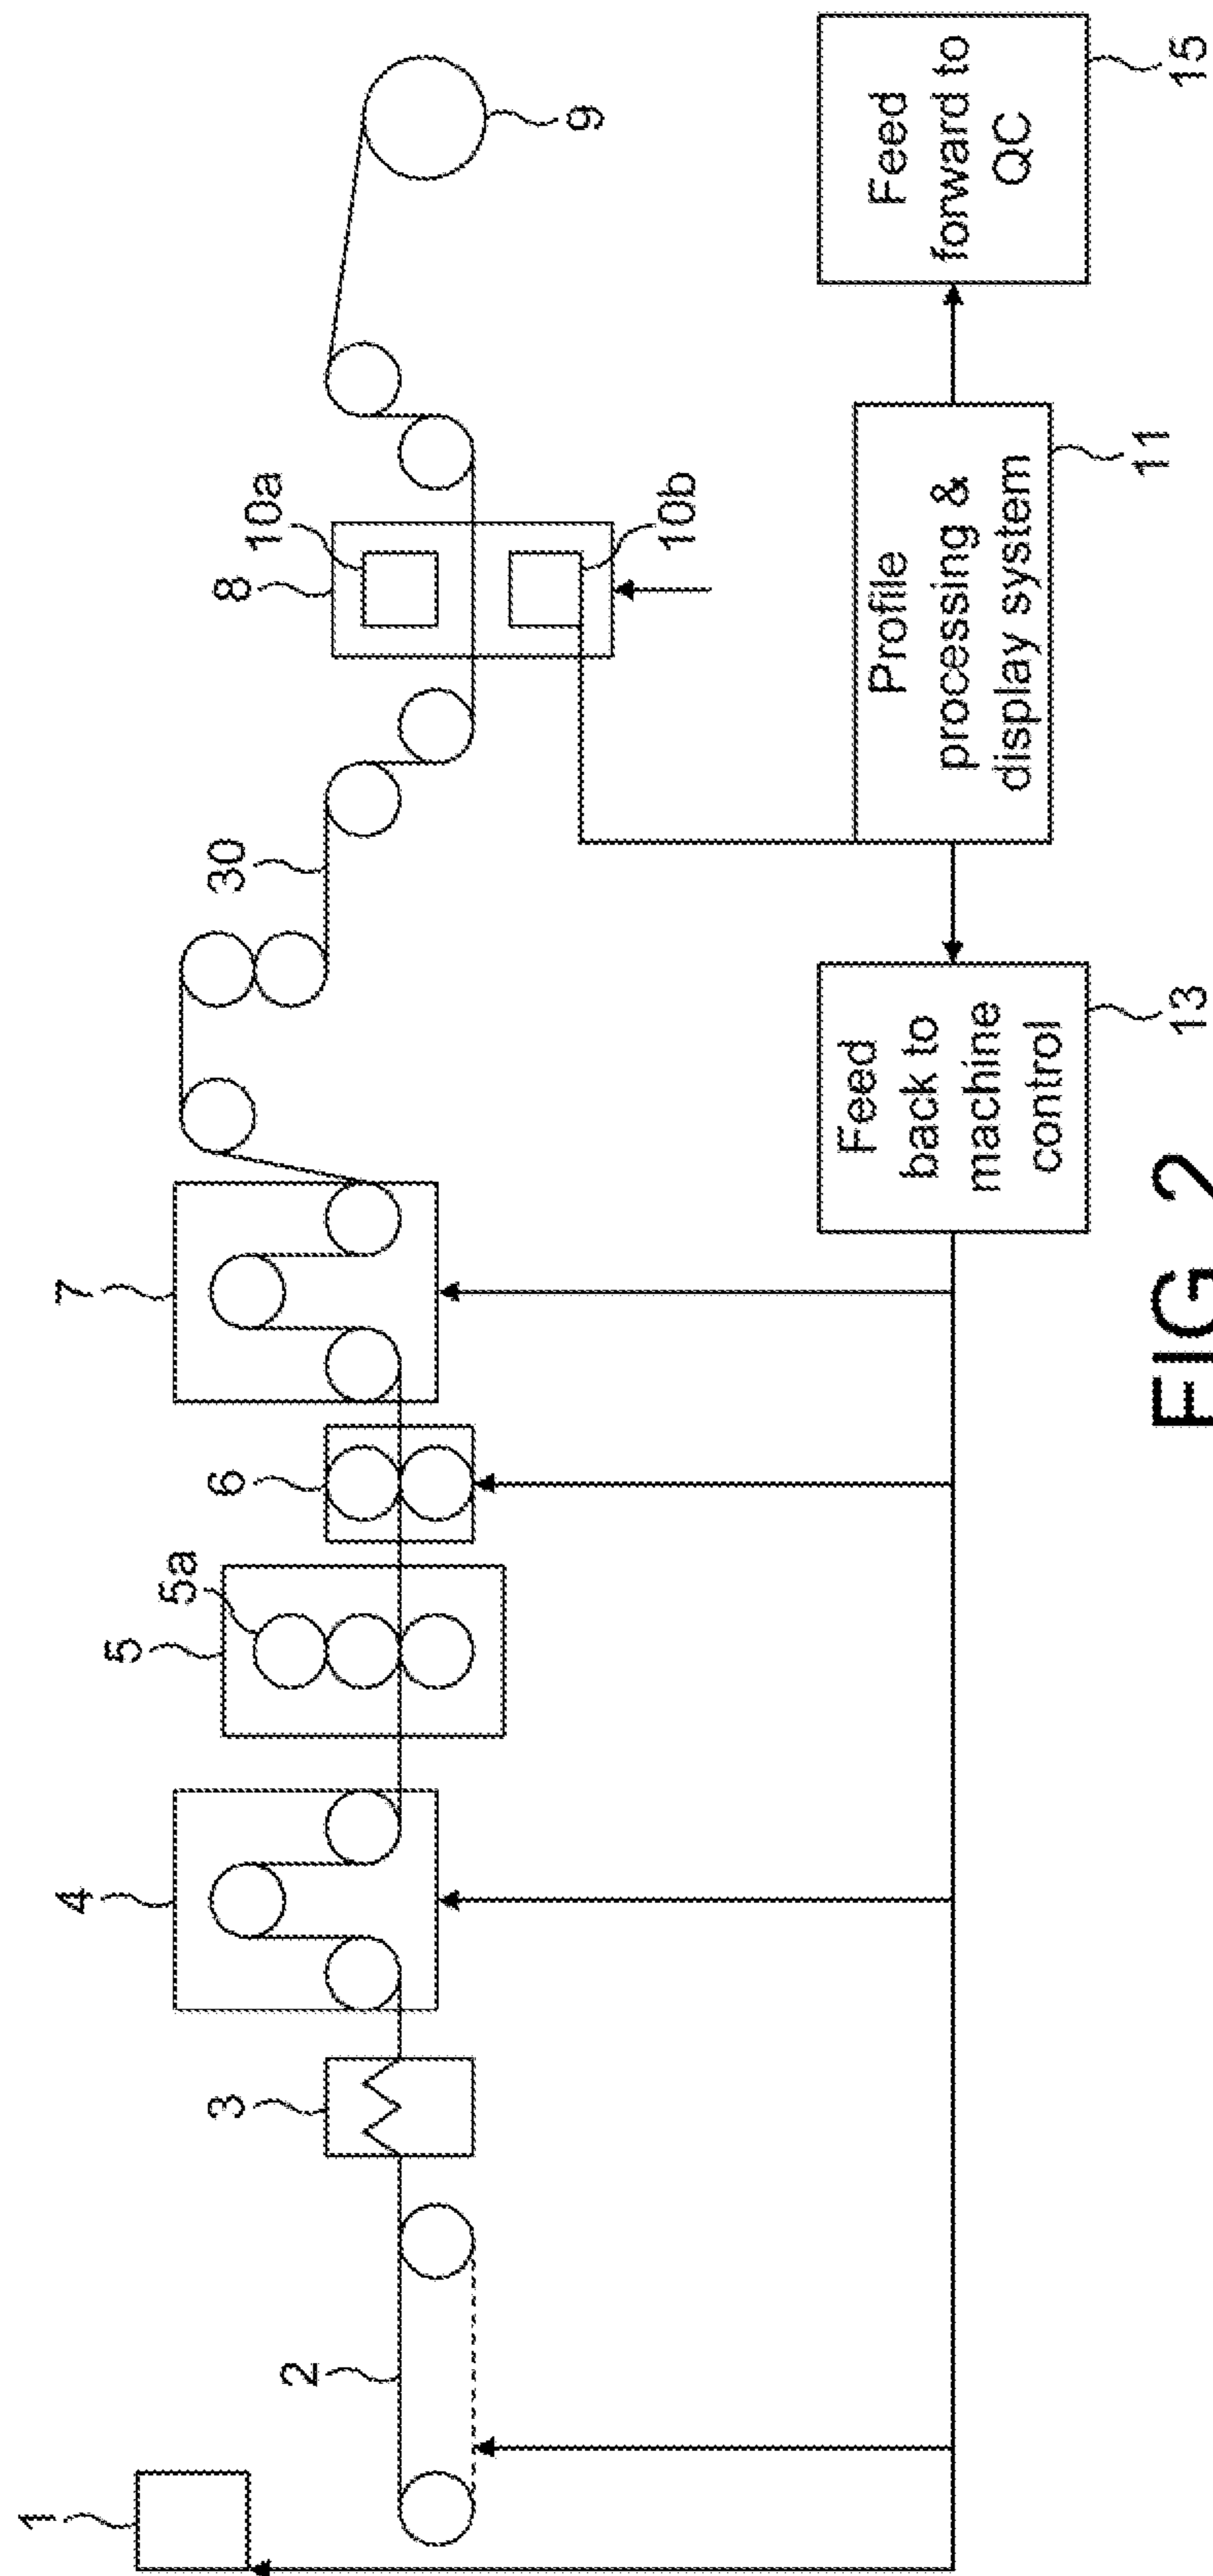 1
2
3
4
5
5a
6
7
30
8
10a
10b
9
Feed
back to
machine
control
13
Profile
processing &
display system
11
Feed
forward to
QC
15
FIG. 2